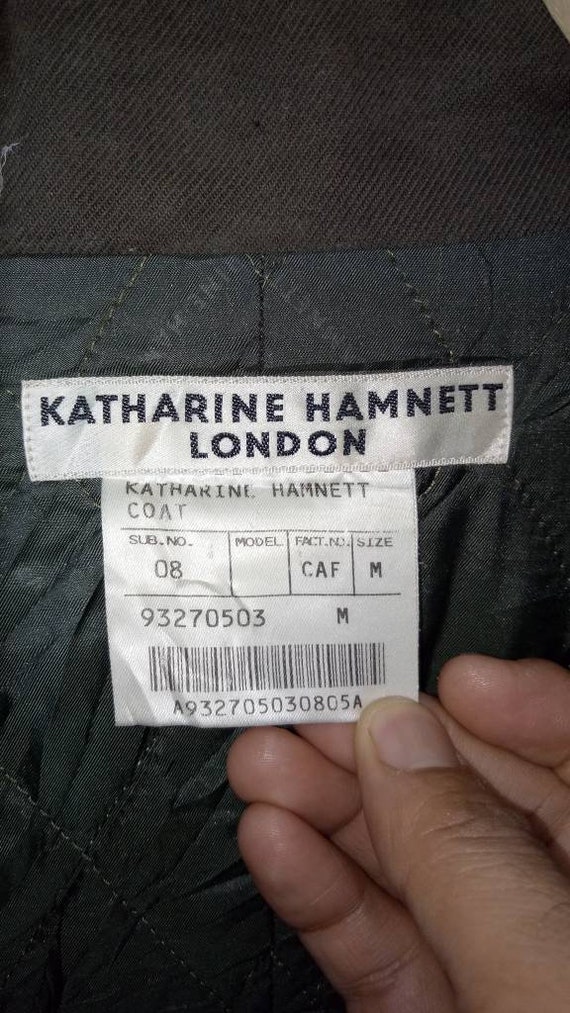 KATHARINE HAMNETT
LONDON
KATHARINE HAMNETT
COAT
SUB.NO. MODEL FACT.NO. SIZE
08 CAF M
93270503 M
A932705030805A